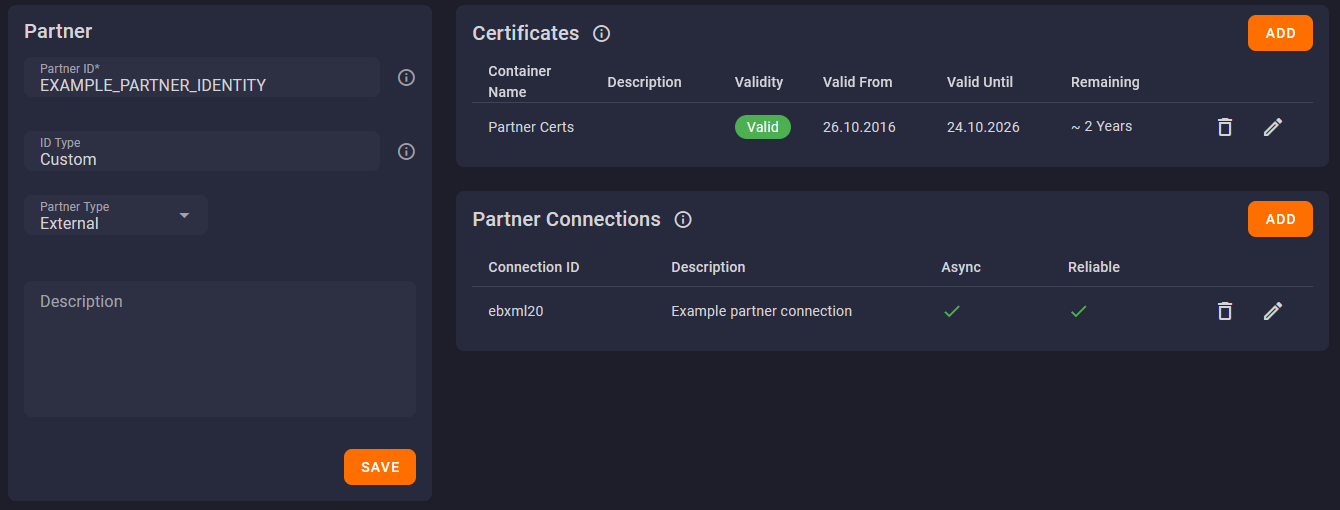 Partner
Partner ID*
EXAMPLE_PARTNER_IDENTITY
ID Type
Custom
Partner Type
External
Description
SAVE
Certificates
ADD
Container Name Description Validity Valid From Valid Until Remaining
Partner Certs Valid 26.10.2016 24.10.2026 ~ 2 Years
Partner Connections
ADD
Connection ID Description Async Reliable
ebxml20 Example partner connection